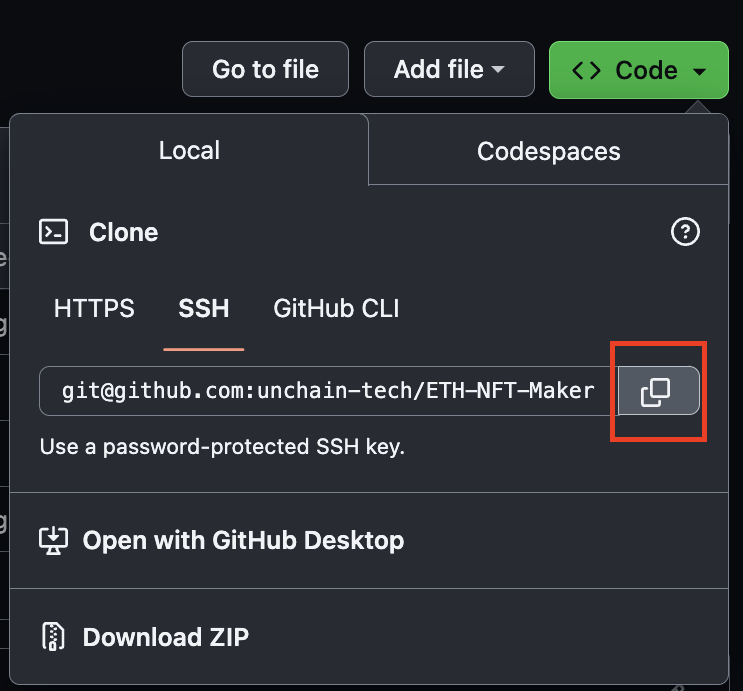 Go to file
Add file
Code
Local
Codespaces
Clone
HTTPS
SSH
GitHub CLI
git@github.com:unchain-tech/ETH-NFT-Maker
Use a password-protected SSH key.
Open with GitHub Desktop
Download ZIP